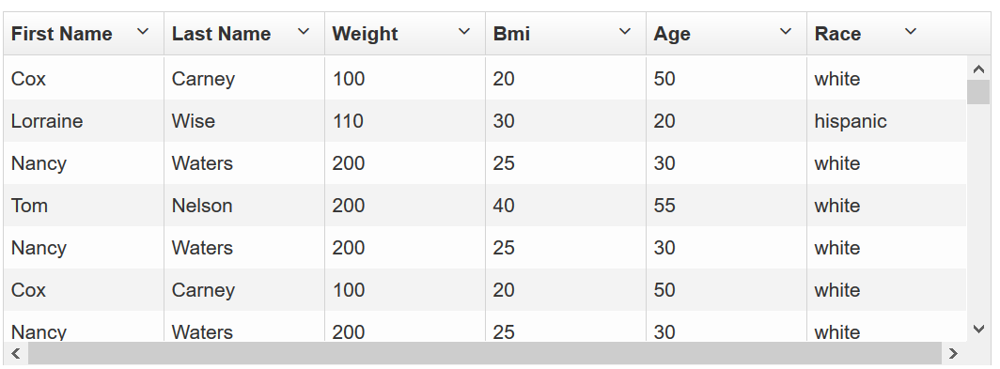 First Name Last Name Weight Bmi Age Race
Cox Carney 100 20 50 white
Lorraine Wise 110 30 20 hispanic
Nancy Waters 200 25 30 white
Tom Nelson 200 40 55 white
Nancy Waters 200 25 30 white
Cox Carney 100 20 50 white
Nancy Waters 200 25 30 white